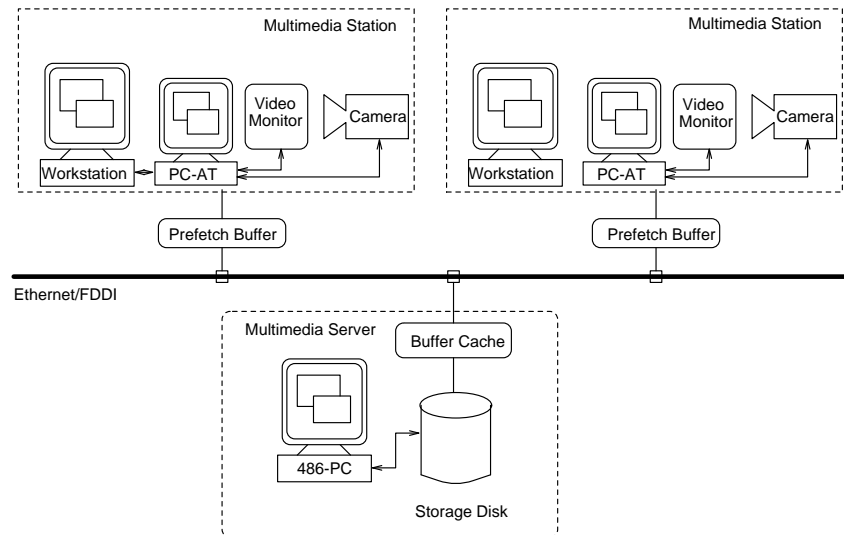 Multimedia Station
Multimedia Station
Video
Monitor
Camera
Workstation
PC-AT
Video
Monitor
Camera
Workstation
PC-AT
Prefetch Buffer
Prefetch Buffer
Ethernet/FDDI
Multimedia Server
Buffer Cache
486-PC
Storage Disk